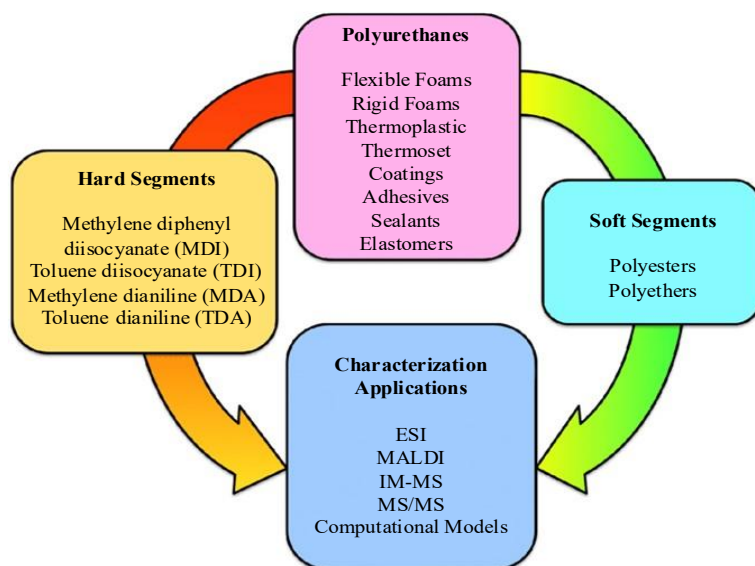 Polyurethanes
Flexible Foams
Rigid Foams
Thermoplastic
Thermoset
Coatings
Adhesives
Sealants
Elastomers
Hard Segments
Methylene diphenyl
diisocyanate (MDI)
Toluene diisocyanate (TDI)
Methylene dianiline (MDA)
Toluene dianiline (TDA)
Soft Segments
Polyesters
Polyethers
Characterization
Applications
ESI
MALDI
IM-MS
MS/MS
Computational Models